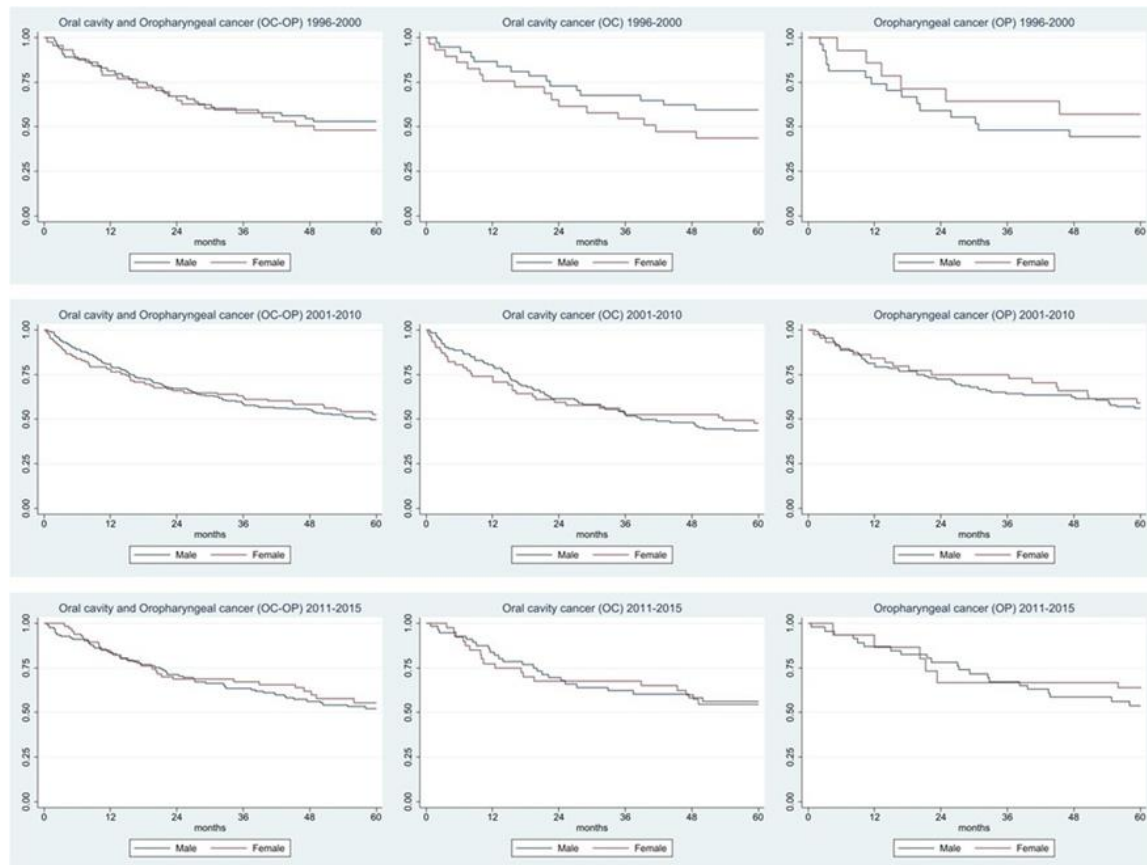 Oral cavity and Oropharyngeal cancer (OC-OP) 1996-2000
1.00
0.75
0.50
0.25
0.00
0 12 24 36 48 60
months
Male Female
Oral cavity cancer (OC) 1996-2000
1.00
0.75
0.50
0.25
0.00
0 12 24 36 48 60
months
Male Female
Oropharyngeal cancer (OP) 1996-2000
1.00
0.75
0.50
0.25
0.00
0 12 24 36 48 60
months
Male Female
Oral cavity and Oropharyngeal cancer (OC-OP) 2001-2010
1.00
0.75
0.50
0.25
0.00
0 12 24 36 48 60
months
Male Female
Oral cavity cancer (OC) 2001-2010
1.00
0.75
0.50
0.25
0.00
0 12 24 36 48 60
months
Male Female
Oropharyngeal cancer (OP) 2001-2010
1.00
0.75
0.50
0.25
0.00
0 12 24 36 48 60
months
Male Female
Oral cavity and Oropharyngeal cancer (OC-OP) 2011-2015
1.00
0.75
0.50
0.25
0.00
0 12 24 36 48 60
months
Male Female
Oral cavity cancer (OC) 2011-2015
1.00
0.75
0.50
0.25
0.00
0 12 24 36 48 60
months
Male Female
Oropharyngeal cancer (OP) 2011-2015
1.00
0.75
0.50
0.25
0.00
0 12 24 36 48 60
months
Male Female